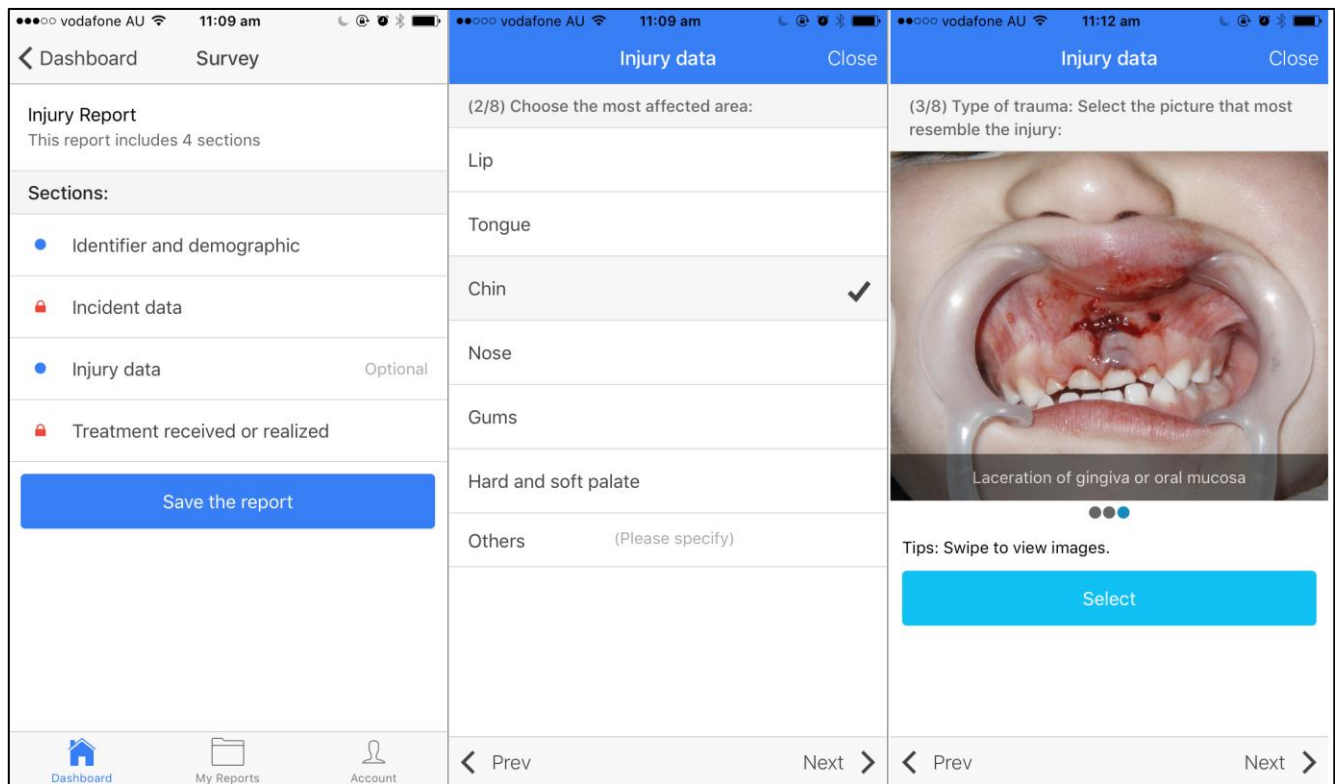 vodafone AU 11:09 am
Dashboard Survey
Injury Report
This report includes 4 sections
Sections:
Identifier and demographic
Incident data
Injury data Optional
Treatment received or realized
Save the report
Dashboard My Reports Account
vodafone AU 11:09 am
Injury data Close
(2/8) Choose the most affected area:
Lip
Tongue
Chin
Nose
Gums
Hard and soft palate
Others (Please specify)
Prev Next
vodafone AU 11:12 am
Injury data Close
(3/8) Type of trauma: Select the picture that most
resemble the injury:
Laceration of gingiva or oral mucosa
Tips: Swipe to view images.
Select
Prev Next